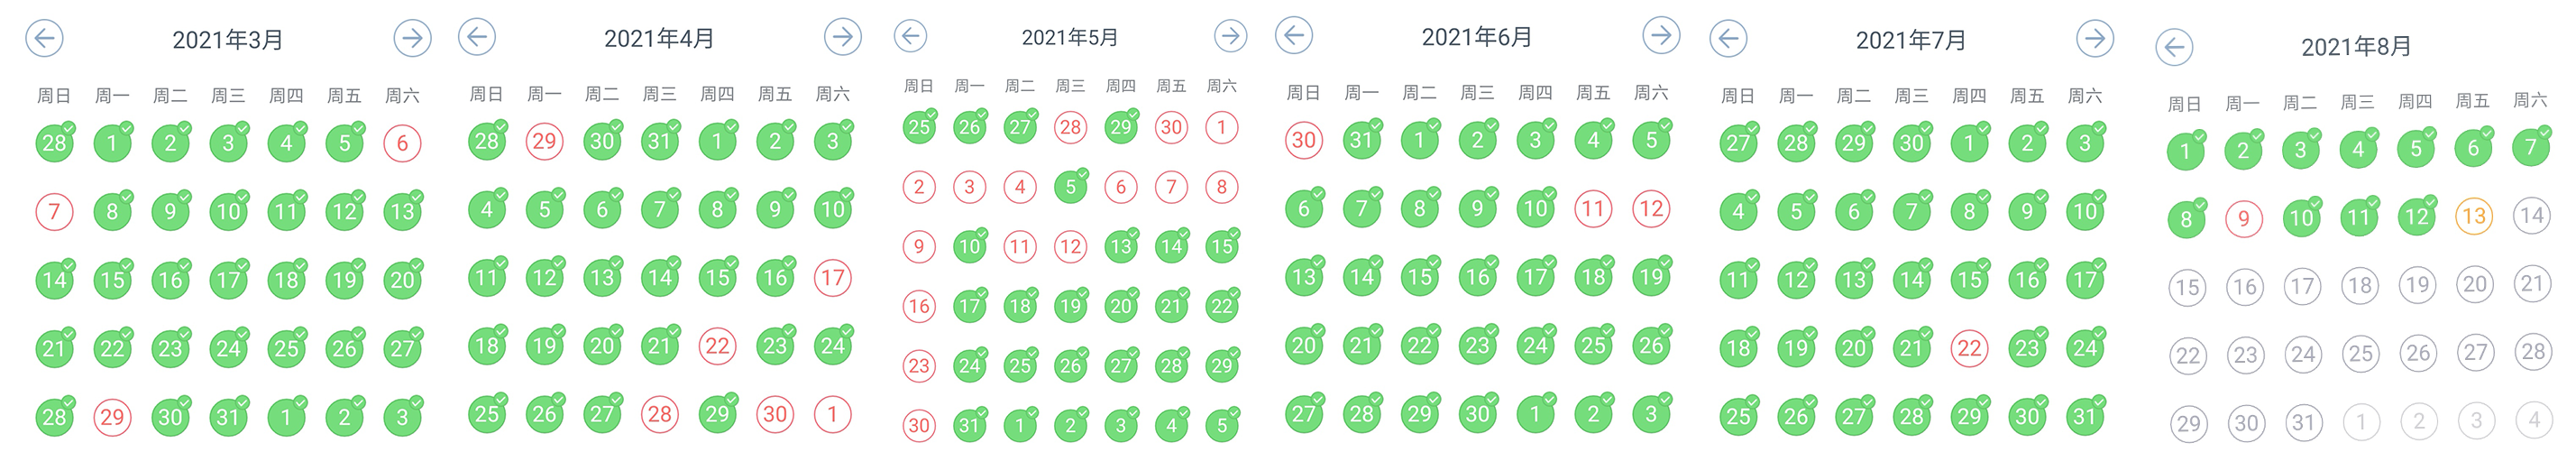 2021年3月
周日 周一 周二 周三 周四 周五 周六
28 1 2 3 4 5 6
7 8 9 10 11 12 13
14 15 16 17 18 19 20
21 22 23 24 25 26 27
28 29 30 31 1 2 3
2021年4月
周日 周一 周二 周三 周四 周五 周六
28 29 30 31 1 2 3
4 5 6 7 8 9 10
11 12 13 14 15 16 17
18 19 20 21 22 23 24
25 26 27 28 29 30 1
2021年5月
周日 周一 周二 周三 周四 周五 周六
25 26 27 28 29 30 1
2 3 4 5 6 7 8
9 10 11 12 13 14 15
16 17 18 19 20 21 22
23 24 25 26 27 28 29
30 31 1 2 3 4 5
2021年6月
周日 周一 周二 周三 周四 周五 周六
30 31 1 2 3 4 5
6 7 8 9 10 11 12
13 14 15 16 17 18 19
20 21 22 23 24 25 26
27 28 29 30 1 2 3
2021年7月
周日 周一 周二 周三 周四 周五 周六
27 28 29 30 1 2 3
4 5 6 7 8 9 10
11 12 13 14 15 16 17
18 19 20 21 22 23 24
25 26 27 28 29 30 31
2021年8月
周日 周一 周二 周三 周四 周五 周六
1 2 3 4 5 6 7
8 9 10 11 12 13 14
15 16 17 18 19 20 21
22 23 24 25 26 27 28
29 30 31 1 2 3 4